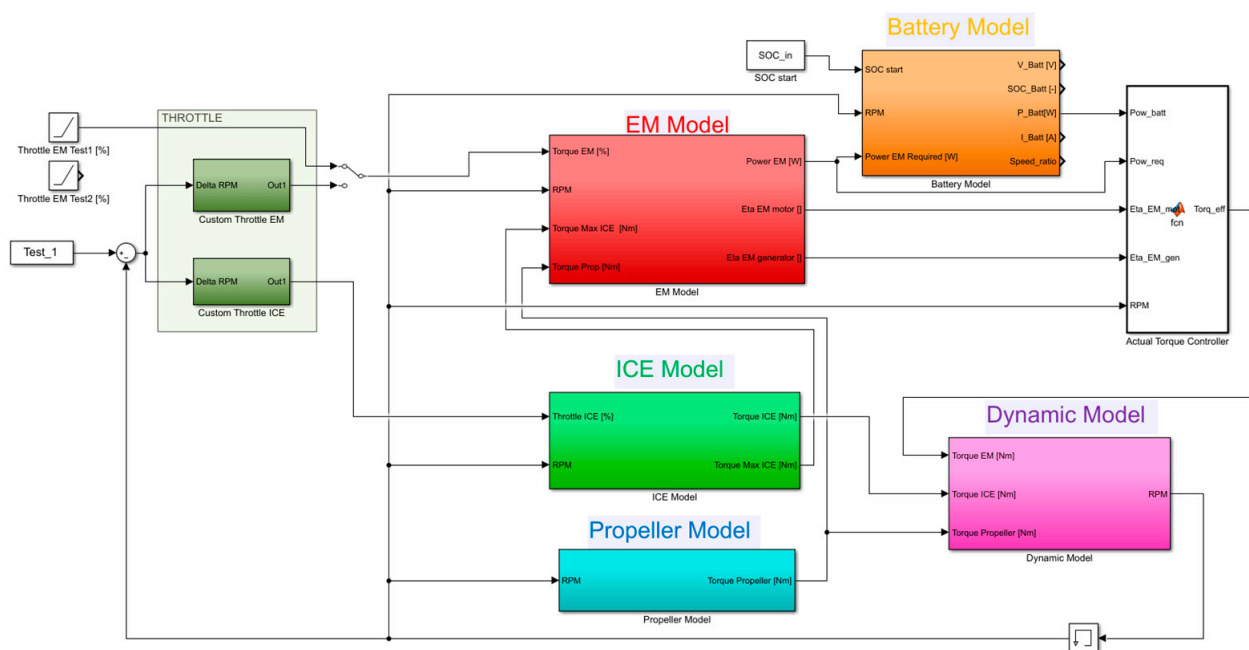 Battery Model
SOC_in
SOC start
SOC start
RPM
Power EM Required [W]
V_Batt [V]
SOC_Batt [-]
P_Batt[W]
I_Batt [A]
Speed_ratio
Battery Model
THROTTLE
Throttle EM Test1 [%]
Throttle EM Test2 [%]
Delta RPM
Out1
Custom Throttle EM
Test_1
+
-
Delta RPM
Out1
Custom Throttle ICE
EM Model
Torque EM [%]
RPM
Torque Max ICE [Nm]
Torque Prop [Nm]
Power EM [W]
Eta EM motor []
Eta EM generator []
EM Model
Pow_batt
Pow_req
Eta_EM_mot
Eta_EM_gen
RPM
fcn
Torq_eff
Actual Torque Controller
ICE Model
Throttle ICE [%]
RPM
Torque ICE [Nm]
Torque Max ICE [Nm]
ICE Model
Dynamic Model
Torque EM [Nm]
Torque ICE [Nm]
Torque Propeller [Nm]
RPM
Dynamic Model
Propeller Model
RPM
Torque Propeller [Nm]
Propeller Model